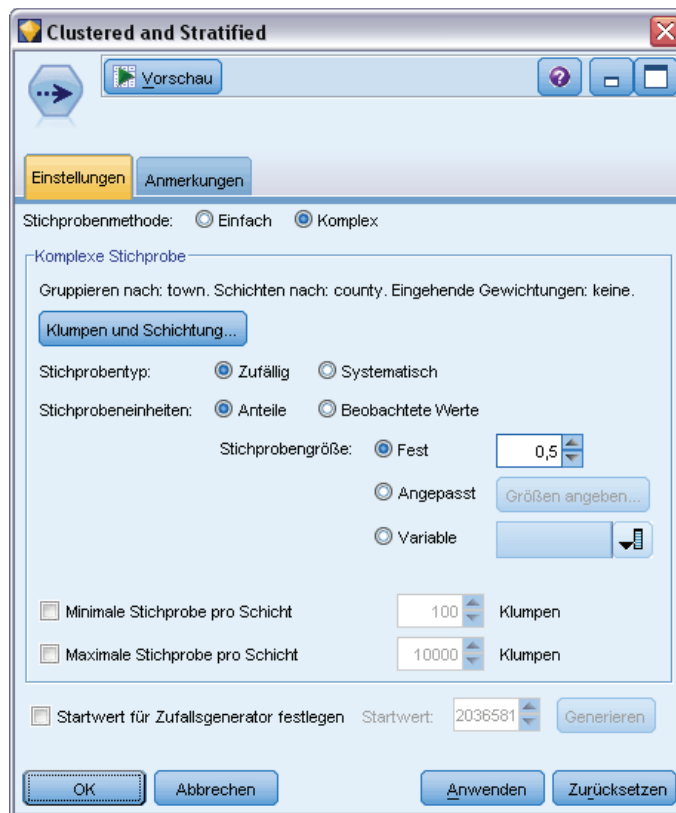 Clustered and Stratified
Vorschau
Einstellungen Anmerkungen
Stichprobenmethode: Einfach Komplex
Komplexe Stichprobe
Gruppieren nach: town. Schichten nach: county. Eingehende Gewichtungen: keine.
Klumpen und Schichtung...
Stichprobentyp: Zufällig Systematisch
Stichprobeneinheiten: Anteile Beobachtete Werte
Stichprobengröße: Fest 0,5
Angepasst Größen angeben...
Variable
Minimale Stichprobe pro Schicht 100 Klumpen
Maximale Stichprobe pro Schicht 10000 Klumpen
Startwert für Zufallsgenerator festlegen Startwert: 2036581 Generieren
OK Abbrechen Anwenden Zurücksetzen